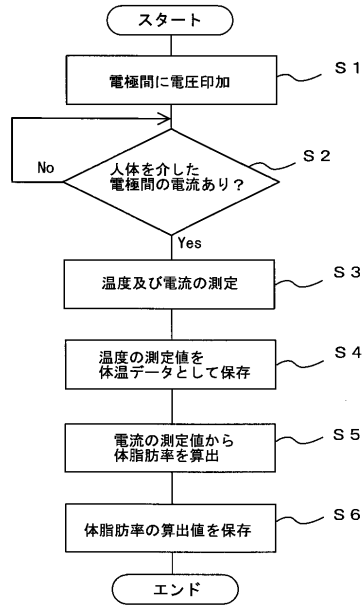 スタート
電極間に電圧印加
S1
人体を介した
電極間の電流あり?
S2
No
Yes
温度及び電流の測定
S3
温度の測定値を
体温データとして保存
S4
電流の測定値から
体脂肪率を算出
S5
体脂肪率の算出値を保存
S6
エンド